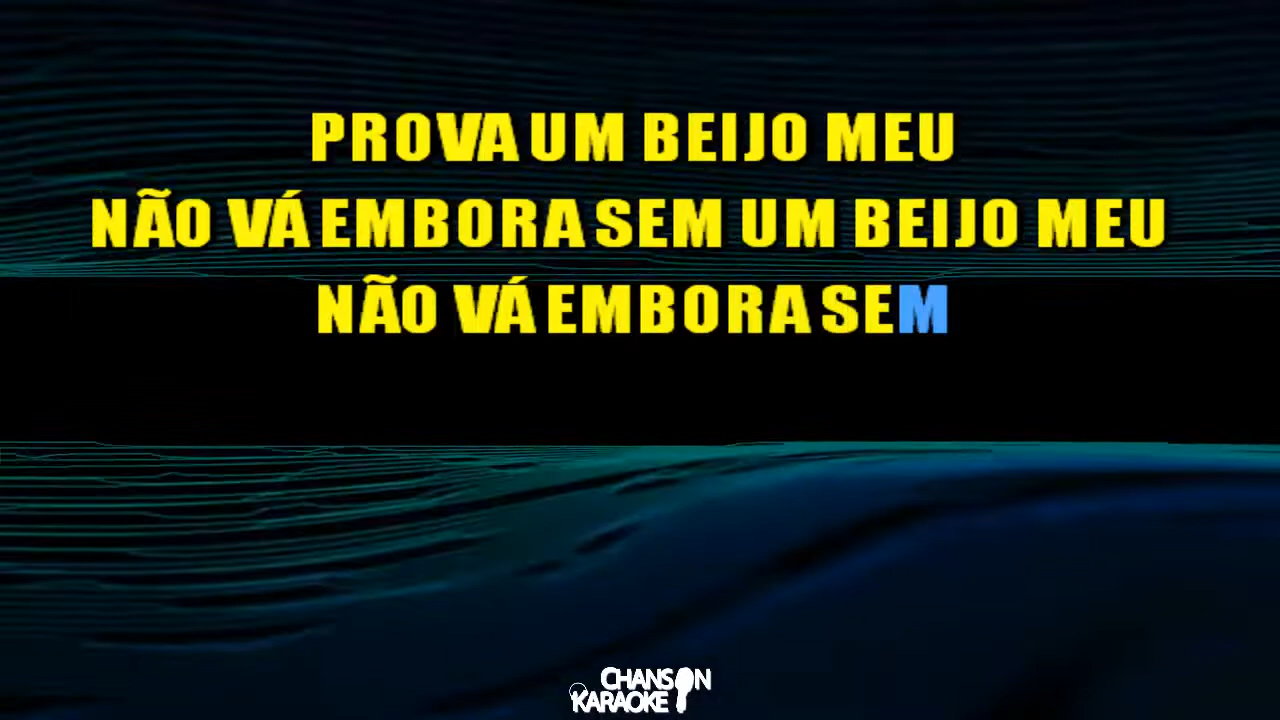 PROVA UM BEIJO MEU
NÃO VÁ EMBORA SEM UM BEIJO MEU
NÃO VÁ EMBORA SEM
CHANSON
KARAOKE